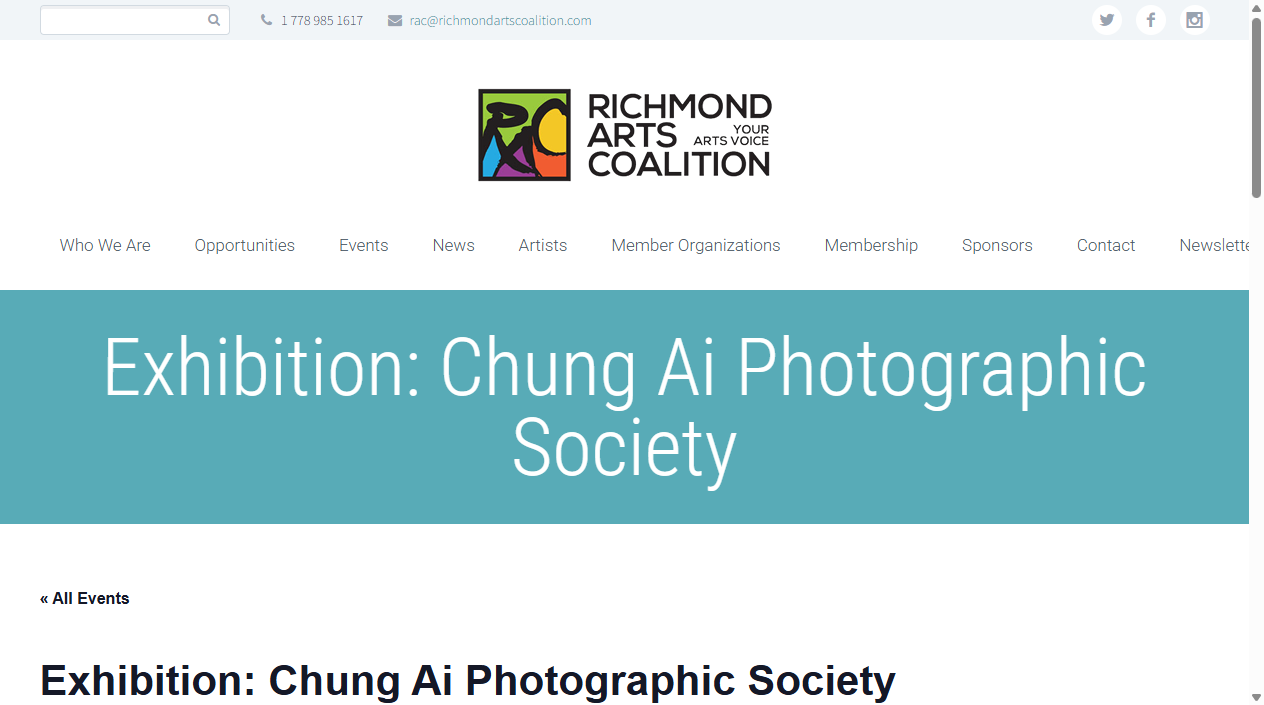 1 778 985 1617 rac@richmondartscoalition.com
RICHMOND
ARTS YOUR ARTS VOICE
COALITION
Who We Are Opportunities Events News Artists Member Organizations Membership Sponsors Contact Newslette
Exhibition: Chung Ai Photographic
Society
« All Events
Exhibition: Chung Ai Photographic Society